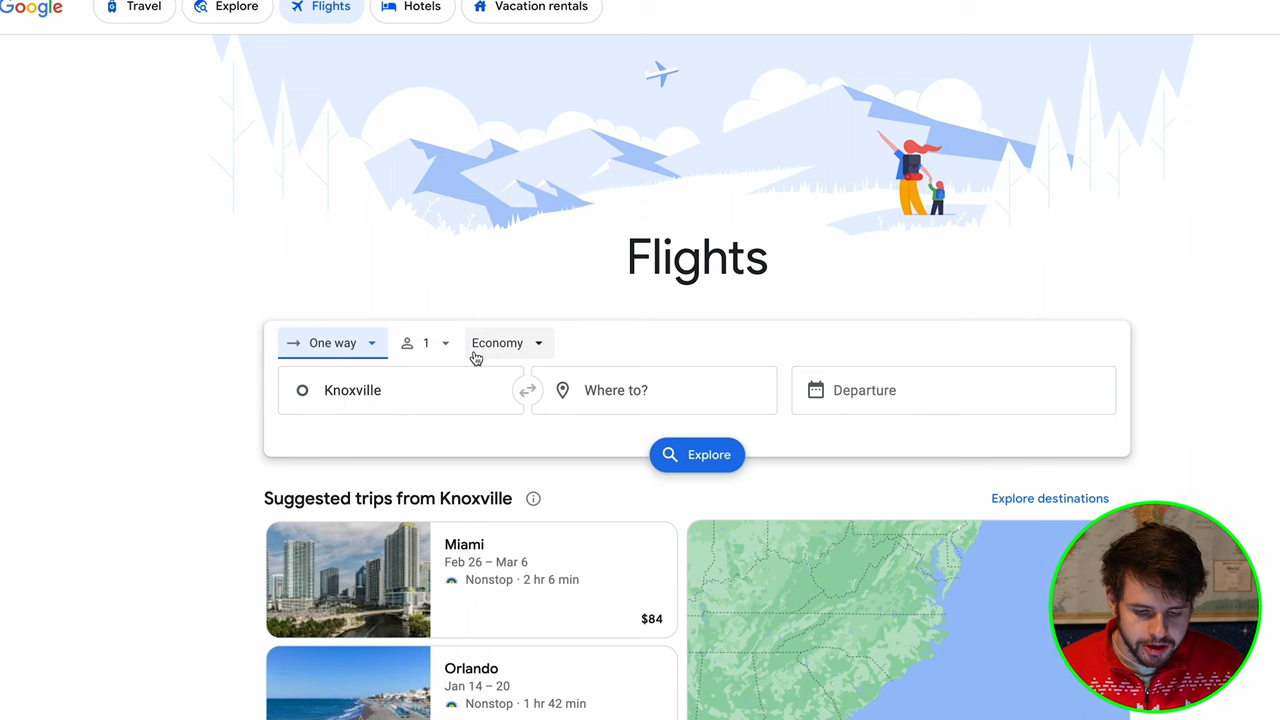 Google
Travel
Explore
Flights
Hotels
Vacation rentals
Flights
One way
1
Economy
Knoxville
Where to?
Departure
Explore
Suggested trips from Knoxville
Explore destinations
Miami
Feb 26 – Mar 6
Nonstop · 2 hr 6 min
$84
Orlando
Jan 14 – 20
Nonstop · 1 hr 42 min